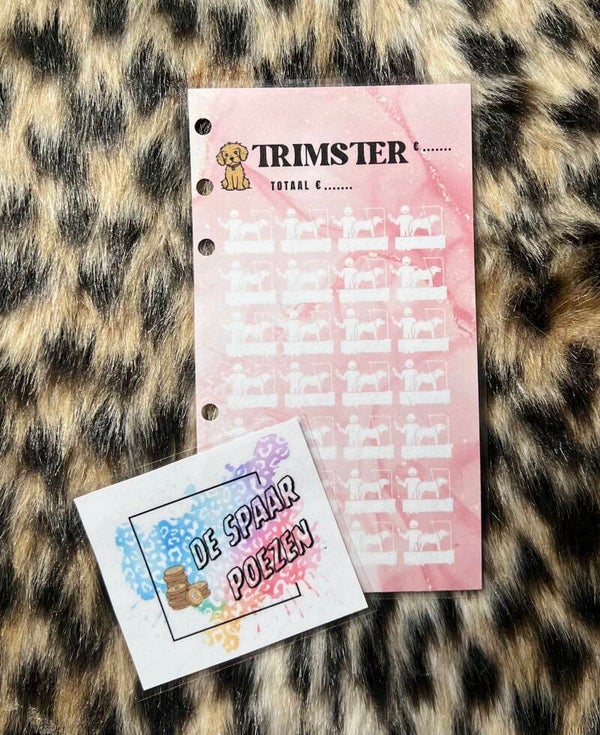 TRIMSTER €.......
TOTAAL €.......
DE SPAAR
POEZEN